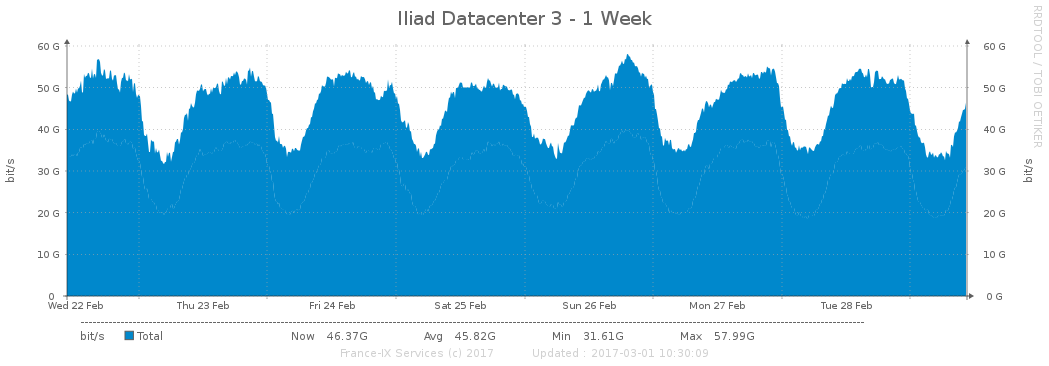 Iliad Datacenter 3 - 1 Week
RRDTOOL / TOBI OETIKER
60 G 60 G
50 G 50 G
40 G 40 G
30 G 30 G
20 G 20 G
10 G 10 G
0 0 G
bit/s bit/s
Wed 22 Feb Thu 23 Feb Fri 24 Feb Sat 25 Feb Sun 26 Feb Mon 27 Feb Tue 28 Feb
bit/s Total Now 46.37G Avg 45.82G Min 31.61G Max 57.99G
France-IX Services (c) 2017 Updated : 2017-03-01 10:30:09